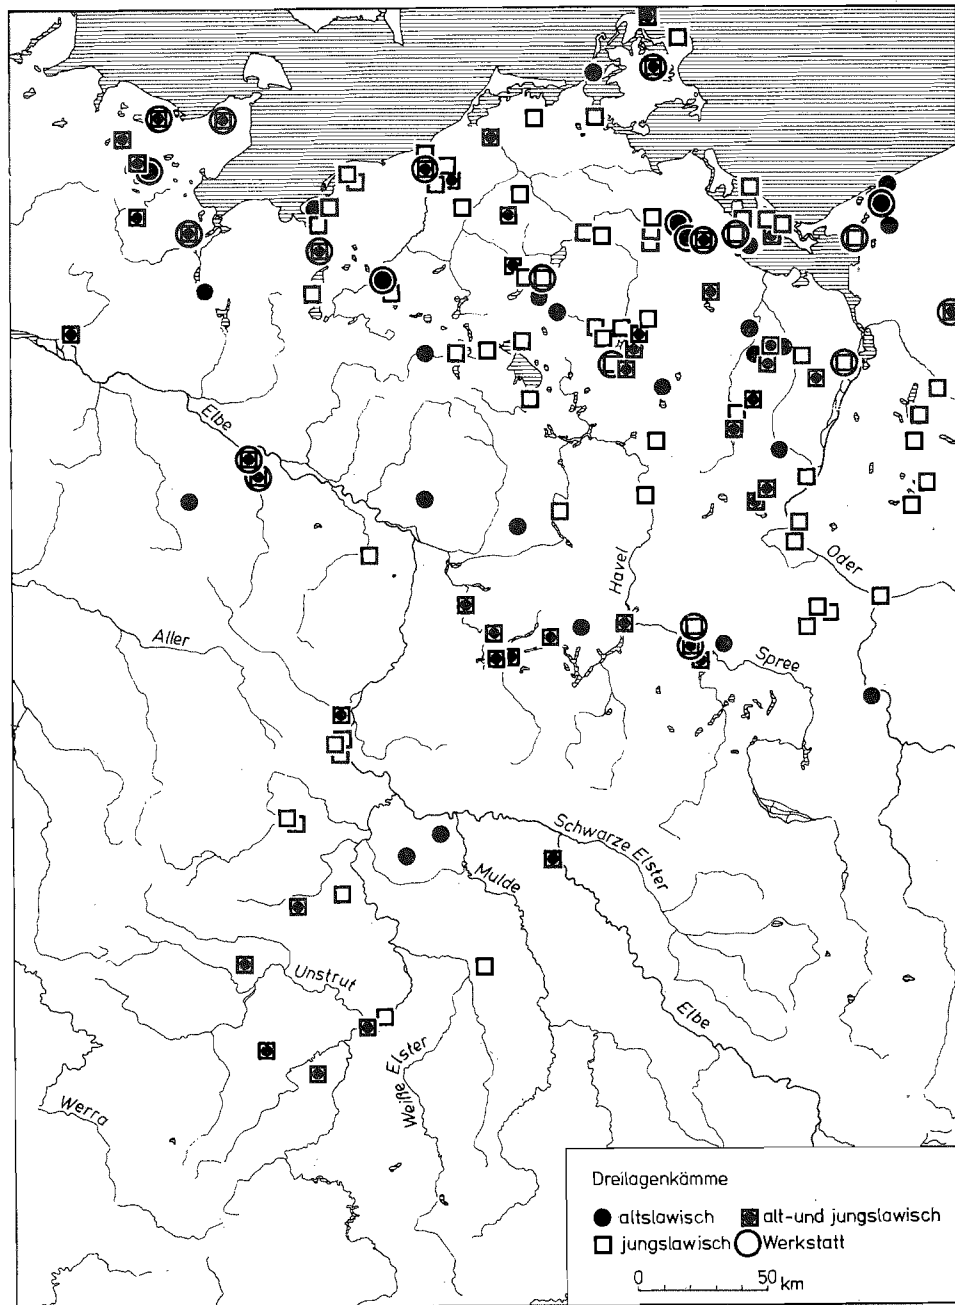 Elbe
Havel
Oder
Aller
Spree
Schwarze Elster
Mulde
Unstrut
Elbe
Weiße Elster
Werra
Dreilagenkämme
altslawisch
alt-und jungslawisch
jungslawisch
Werkstatt
0 50 km